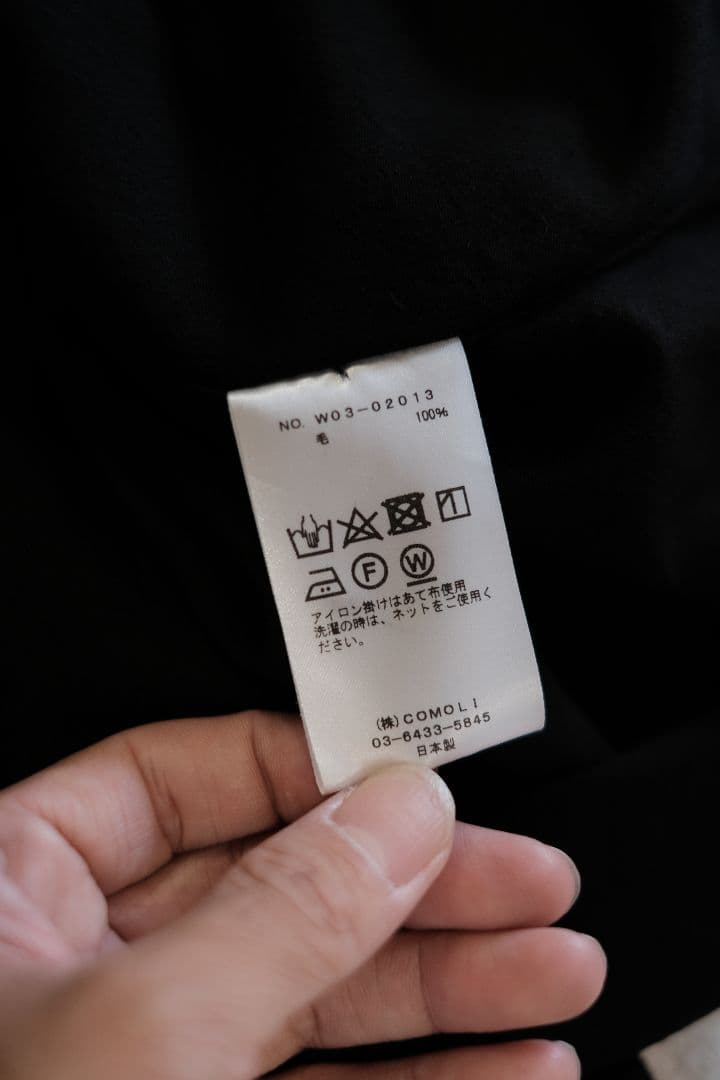 NO. W03-02013
毛 100%
F W
アイロン掛けはあて布使用
洗濯の時は、ネットをご使用く
ださい。
(株)COMOLI
03-6433-5845
日本製